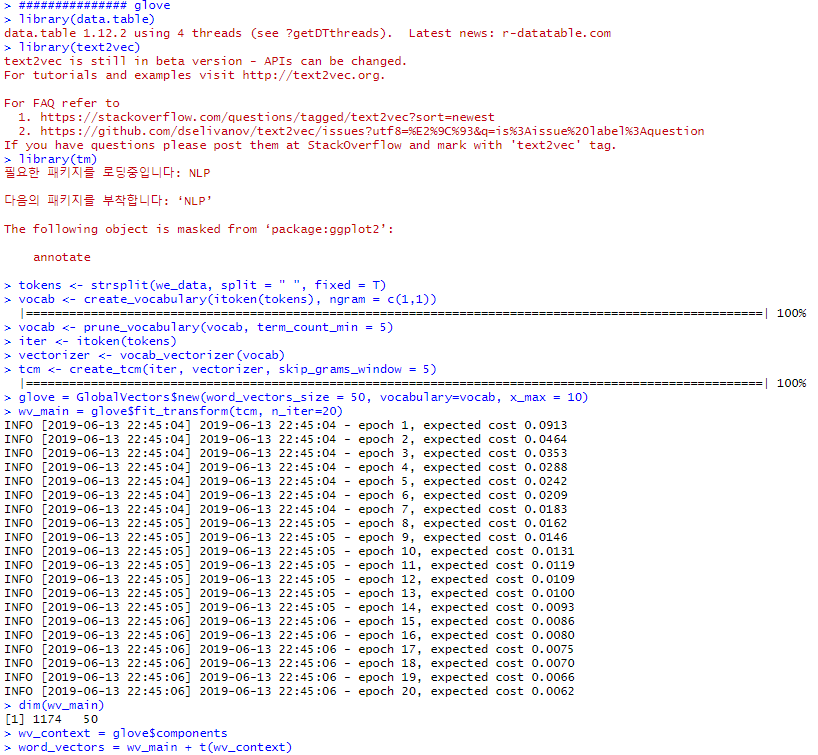 > ############### glove
> library(data.table)
data.table 1.12.2 using 4 threads (see ?getDTthreads).  Latest news: r-datatable.com
> library(text2vec)
text2vec is still in beta version - APIs can be changed.
For tutorials and examples visit http://text2vec.org.

For FAQ refer to
  1. https://stackoverflow.com/questions/tagged/text2vec?sort=newest
  2. https://github.com/dselivanov/text2vec/issues?utf8=%E2%9C%93&q=is%3Aissue%20label%3Aquestion
If you have questions please post them at StackOverflow and mark with 'text2vec' tag.
> library(tm)
필요한 패키지를 로딩중입니다: NLP

다음의 패키지를 부착합니다: ‘NLP’

The following object is masked from ‘package:ggplot2’:

    annotate

> tokens <- strsplit(we_data, split = " ", fixed = T)
> vocab <- create_vocabulary(itoken(tokens), ngram = c(1,1))
  |======================================================================================================| 100%
> vocab <- prune_vocabulary(vocab, term_count_min = 5)
> iter <- itoken(tokens)
> vectorizer <- vocab_vectorizer(vocab)
> tcm <- create_tcm(iter, vectorizer, skip_grams_window = 5)
  |======================================================================================================| 100%
> glove = GlobalVectors$new(word_vectors_size = 50, vocabulary=vocab, x_max = 10)
> wv_main = glove$fit_transform(tcm, n_iter=20)
INFO [2019-06-13 22:45:04] 2019-06-13 22:45:04 - epoch 1, expected cost 0.0913
INFO [2019-06-13 22:45:04] 2019-06-13 22:45:04 - epoch 2, expected cost 0.0464
INFO [2019-06-13 22:45:04] 2019-06-13 22:45:04 - epoch 3, expected cost 0.0353
INFO [2019-06-13 22:45:04] 2019-06-13 22:45:04 - epoch 4, expected cost 0.0288
INFO [2019-06-13 22:45:04] 2019-06-13 22:45:04 - epoch 5, expected cost 0.0242
INFO [2019-06-13 22:45:04] 2019-06-13 22:45:04 - epoch 6, expected cost 0.0209
INFO [2019-06-13 22:45:04] 2019-06-13 22:45:04 - epoch 7, expected cost 0.0183
INFO [2019-06-13 22:45:05] 2019-06-13 22:45:05 - epoch 8, expected cost 0.0162
INFO [2019-06-13 22:45:05] 2019-06-13 22:45:05 - epoch 9, expected cost 0.0146
INFO [2019-06-13 22:45:05] 2019-06-13 22:45:05 - epoch 10, expected cost 0.0131
INFO [2019-06-13 22:45:05] 2019-06-13 22:45:05 - epoch 11, expected cost 0.0119
INFO [2019-06-13 22:45:05] 2019-06-13 22:45:05 - epoch 12, expected cost 0.0109
INFO [2019-06-13 22:45:05] 2019-06-13 22:45:05 - epoch 13, expected cost 0.0100
INFO [2019-06-13 22:45:05] 2019-06-13 22:45:05 - epoch 14, expected cost 0.0093
INFO [2019-06-13 22:45:06] 2019-06-13 22:45:06 - epoch 15, expected cost 0.0086
INFO [2019-06-13 22:45:06] 2019-06-13 22:45:06 - epoch 16, expected cost 0.0080
INFO [2019-06-13 22:45:06] 2019-06-13 22:45:06 - epoch 17, expected cost 0.0075
INFO [2019-06-13 22:45:06] 2019-06-13 22:45:06 - epoch 18, expected cost 0.0070
INFO [2019-06-13 22:45:06] 2019-06-13 22:45:06 - epoch 19, expected cost 0.0066
INFO [2019-06-13 22:45:06] 2019-06-13 22:45:06 - epoch 20, expected cost 0.0062
> dim(wv_main)
[1] 1174   50
> wv_context = glove$components
> word_vectors = wv_main + t(wv_context)